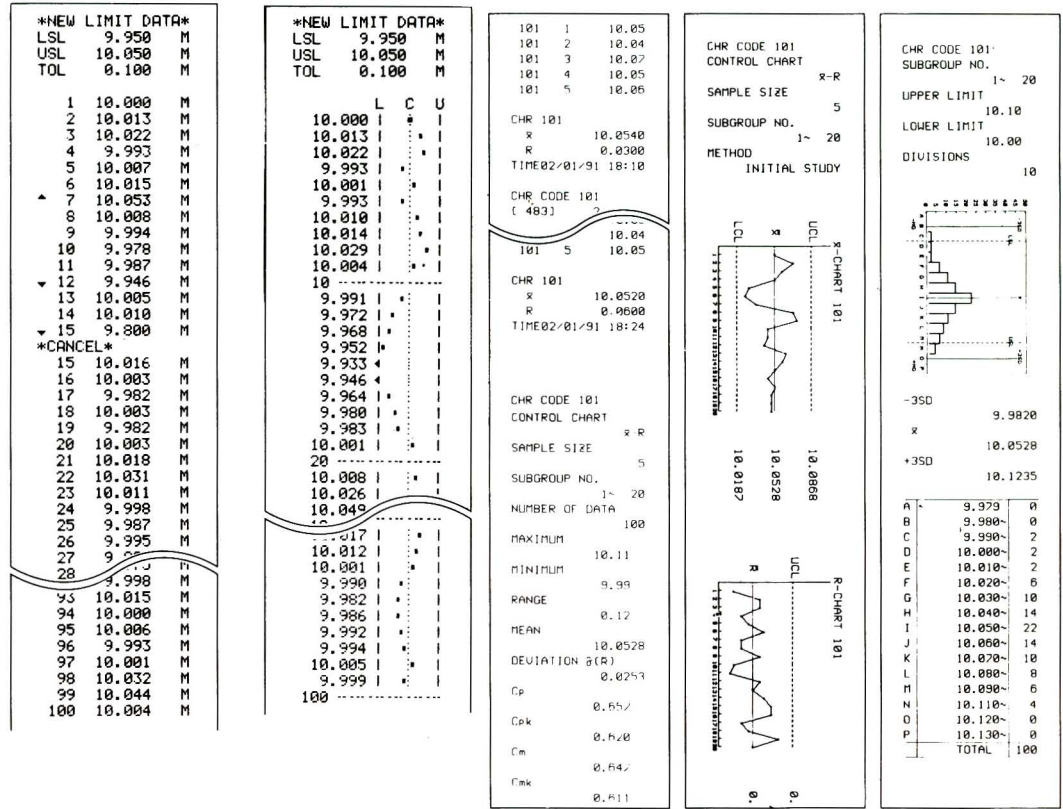 *NEW LIMIT DATA*
LSL 9.950 M
USL 10.050 M
TOL 0.100 M
1 10.000 M
2 10.013 M
3 10.022 M
4 9.993 M
5 10.007 M
6 10.015 M
7 10.053 M
8 10.008 M
9 9.994 M
10 9.978 M
11 9.987 M
12 9.946 M
13 10.005 M
14 10.010 M
15 9.800 M
*CANCEL*
15 10.016 M
16 10.003 M
17 9.982 M
18 10.003 M
19 9.982 M
20 10.003 M
21 10.018 M
22 10.031 M
23 10.011 M
24 9.998 M
25 9.987 M
26 9.995 M
27
28
9.998 M
93 10.015 M
94 10.000 M
95 10.006 M
96 9.993 M
97 10.001 M
98 10.032 M
99 10.044 M
100 10.004 M
*NEW LIMIT DATA*
LSL 9.950 M
USL 10.050 M
TOL 0.100 M
L C U
10.000
10.013
10.022
9.993
10.001
9.993
10.010
10.014
10.029
10.004
10
9.991
9.972
9.968
9.952
9.933
9.946
9.964
9.980
9.983
10.001
20
10.008
10.026
10.049
10.012
10.001
9.990
9.982
9.986
9.992
9.994
10.005
9.999
100
101 1 10.05
101 2 10.04
101 3 10.07
101 4 10.05
101 5 10.06
CHR 101
x̄ 10.0540
R 0.0300
TIME02/01/91 18:10
CHR CODE 101
[ 483] ?
10.04
101 5 10.05
CHR 101
x̄ 10.0520
R 0.0600
TIME02/01/91 18:24
CHR CODE 101
CONTROL CHART
x̄-R
SAMPLE SIZE
5
SUBGROUP NO.
1~ 20
NUMBER OF DATA
100
MAXIMUM
10.11
MINIMUM
9.99
RANGE
0.12
MEAN
10.0528
DEVIATION ∂(R)
0.0253
Cp
0.657
Cpk
0.620
Cm
0.647
Cmk
0.611
CHR CODE 101
CONTROL CHART
x̄-R
SAMPLE SIZE
5
SUBGROUP NO.
1~ 20
METHOD
INITIAL STUDY
x̄-CHART 101
UCL
x̄
LCL
10.0868
10.0528
10.0187
R-CHART 101
UCL
R
0.
0.
CHR CODE 101
SUBGROUP NO.
1~ 20
UPPER LIMIT
10.10
LOWER LIMIT
10.00
DIVISIONS
10
-3SD
9.9820
x̄
10.0528
+3SD
10.1235
A 9.979 0
B 9.980~ 0
C 9.990~ 2
D 10.000~ 2
E 10.010~ 2
F 10.020~ 6
G 10.030~ 10
H 10.040~ 14
I 10.050~ 22
J 10.060~ 14
K 10.070~ 10
L 10.080~ 8
M 10.090~ 6
N 10.110~ 4
O 10.120~ 0
P 10.130~ 0
TOTAL 100